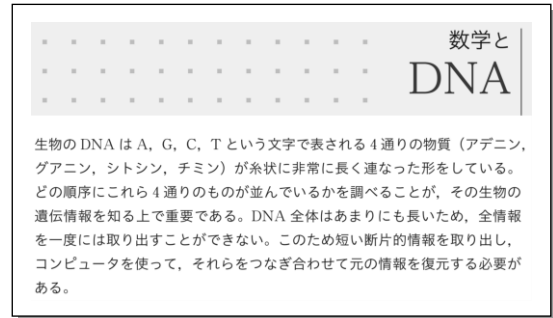 数学と
DNA
生物の DNA は A，G，C，T という文字で表される 4 通りの物質（アデニン，
グアニン，シトシン，チミン）が糸状に非常に長く連なった形をしている。
どの順序にこれら 4 通りのものが並んでいるかを調べることが，その生物の
遺伝情報を知る上で重要である。DNA 全体はあまりにも長いため，全情報
を一度には取り出すことができない。このため短い断片的情報を取り出し，
コンピュータを使って，それらをつなぎ合わせて元の情報を復元する必要が
ある。